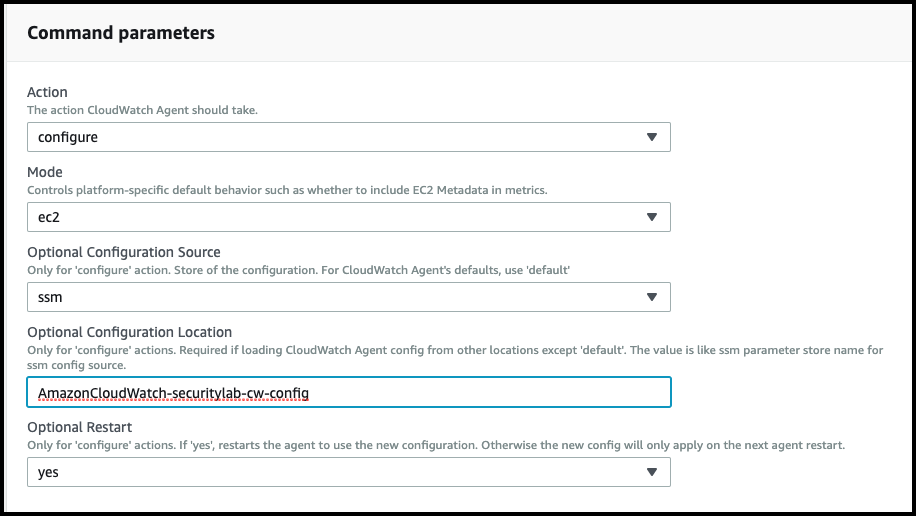 Command parameters
Action
The action CloudWatch Agent should take.
configure
Mode
Controls platform-specific default behavior such as whether to include EC2 Metadata in metrics.
ec2
Optional Configuration Source
Only for 'configure' action. Store of the configuration. For CloudWatch Agent's defaults, use 'default'
ssm
Optional Configuration Location
Only for 'configure' actions. Required if loading CloudWatch Agent config from other locations except 'default'. The value is like ssm parameter store name for
ssm config source.
AmazonCloudWatch-securitylab-cw-config
Optional Restart
Only for 'configure' actions. If 'yes', restarts the agent to use the new configuration. Otherwise the new config will only apply on the next agent restart.
yes